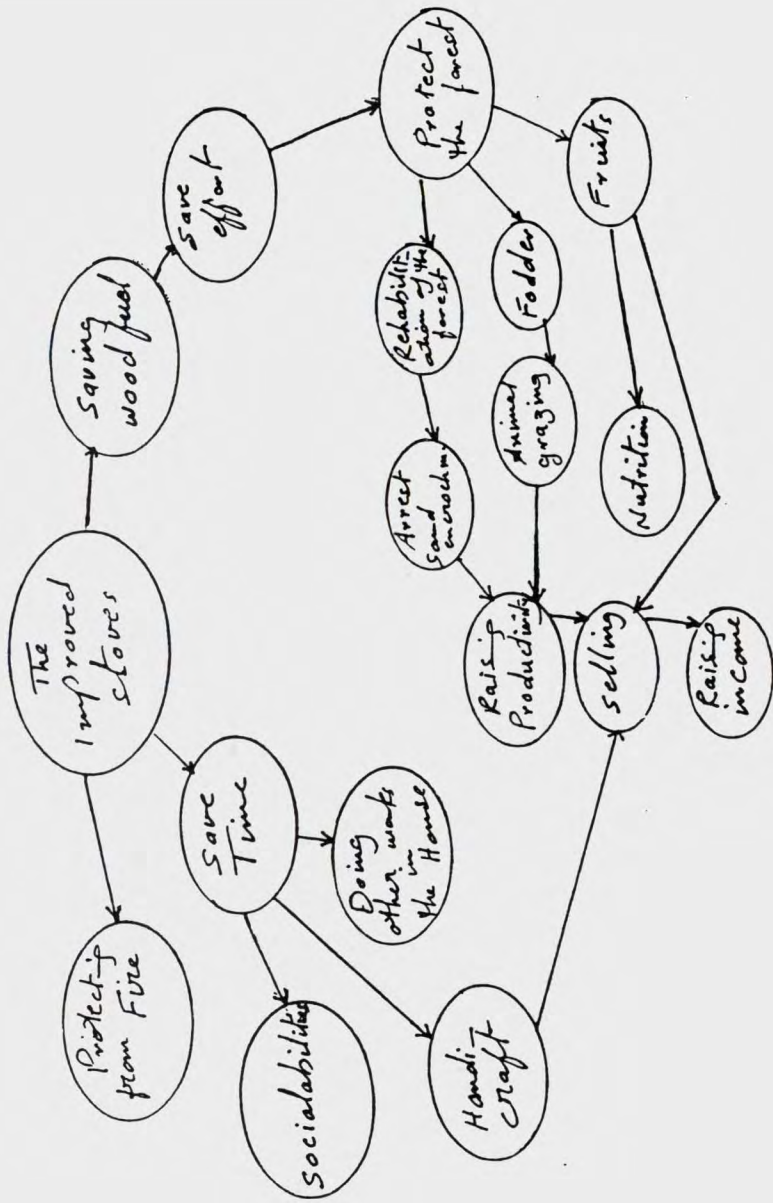 The
Improved
stoves
Saving
wood fuel
Save
effort
Protect
the forest
Rehabilit-
ation of the
forest
Fodder
Fruits
Arrest
sand
encrochm.
Animal
grazing
Nutrition
Raising
Productivity
Selling
Raising
income
Protecting
from Fire
Save
Time
Doing
other works
in
the House
Socialabilities
Handi-
craft